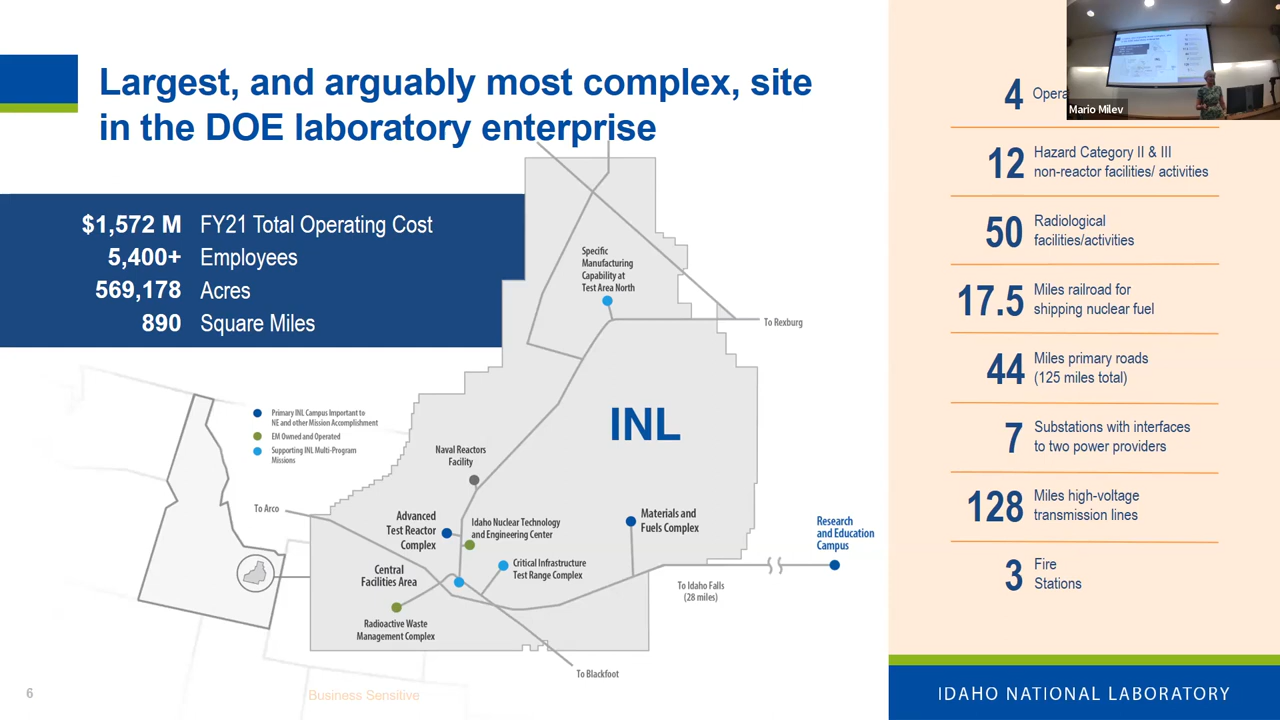 Largest, and arguably most complex, site
in the DOE laboratory enterprise
$1,572 M FY21 Total Operating Cost
5,400+ Employees
569,178 Acres
890 Square Miles
Primary INL Campus Important to
NE and other Mission Accomplishment
EM Owned and Operated
Supporting INL Multi-Program
Missions
Specific
Manufacturing
Capability at
Test Area North
To Rexburg
INL
Naval Reactors
Facility
To Arco
Advanced
Test Reactor
Complex
Idaho Nuclear Technology
and Engineering Center
Materials and
Fuels Complex
Research
and Education
Campus
Central
Facilities Area
Critical Infrastructure
Test Range Complex
To Idaho Falls
(28 miles)
Radioactive Waste
Management Complex
To Blackfoot
4
Mario Milev
12 Hazard Category II & III
non-reactor facilities/ activities
50 Radiological
facilities/activities
17.5 Miles railroad for
shipping nuclear fuel
44 Miles primary roads
(125 miles total)
7 Substations with interfaces
to two power providers
128 Miles high-voltage
transmission lines
3 Fire
Stations
6
Business Sensitive
IDAHO NATIONAL LABORATORY